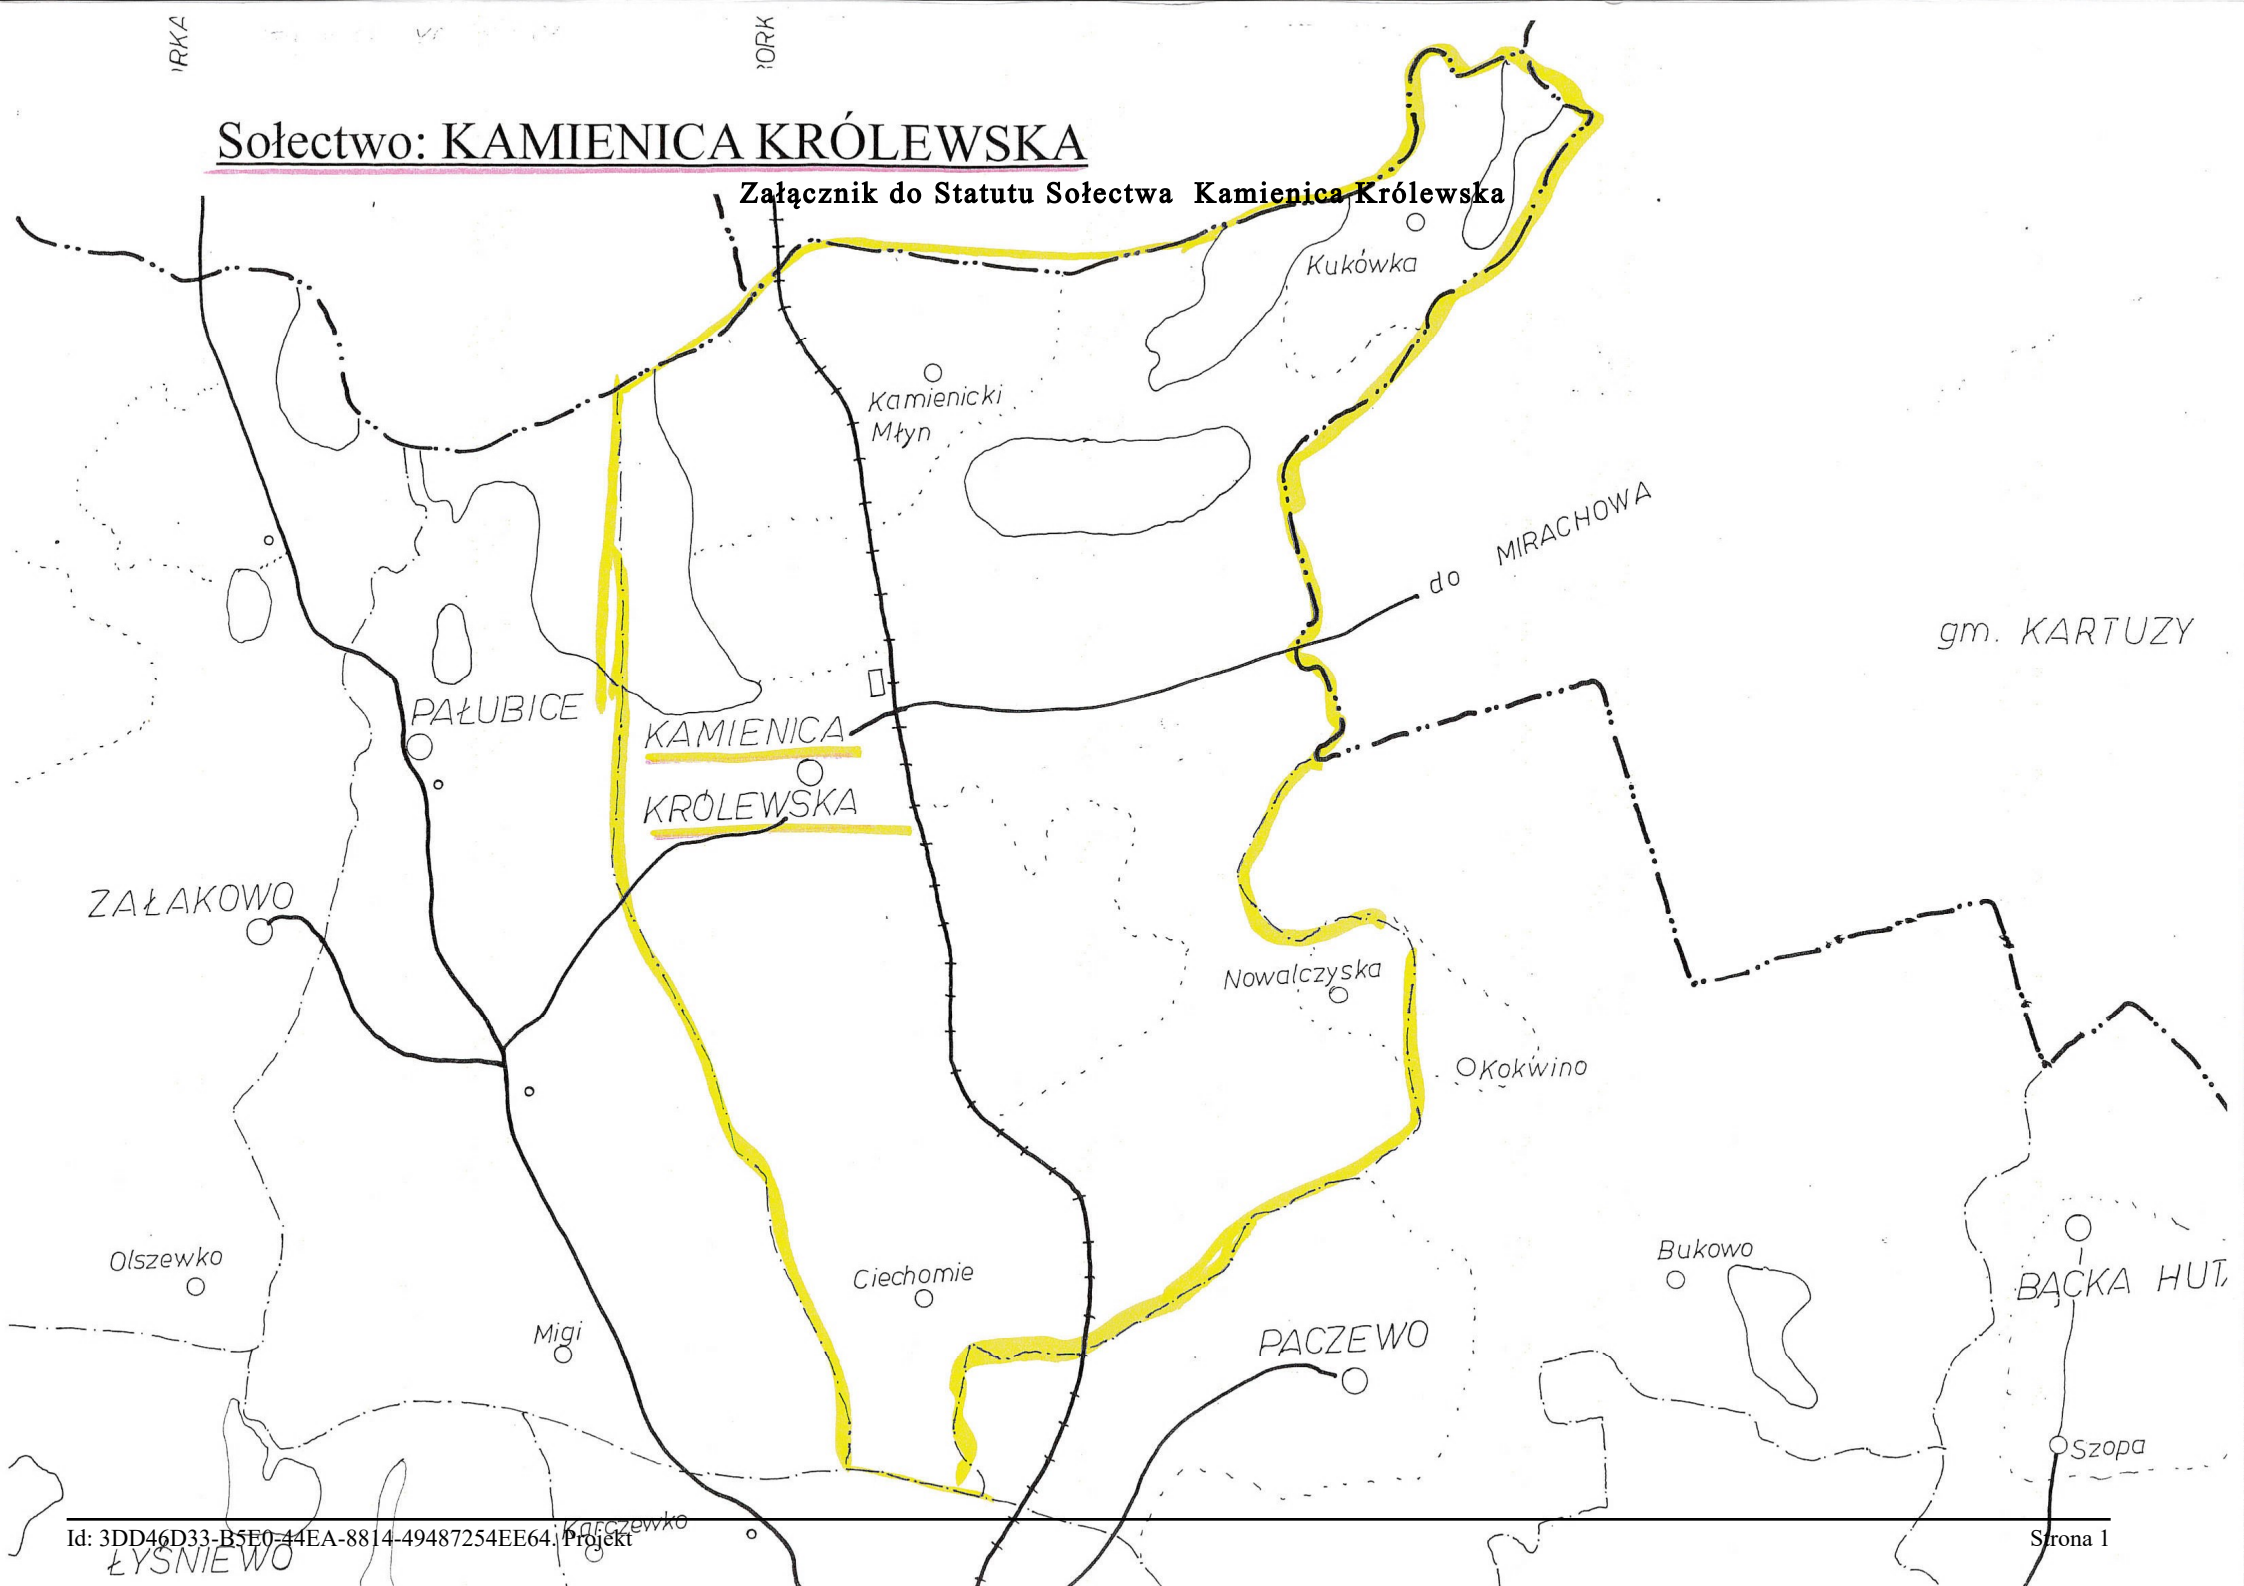 Sołectwo: KAMIENICA KRÓLEWSKA
Załącznik do Statutu Sołectwa Kamienica Królewska
Kukówka
Kamienicki
Młyn
do MIRACHOWA
gm. KARTUZY
PAŁUBICE
KAMIENICA
KRÓLEWSKA
ZAŁAKOWO
Nowalczyska
Kokwino
Olszewko
Ciechomie
Bukowo
BĄCKA HUT
Migi
PACZEWO
Szopa
Karczewko
Id: 3DD46D33-B5E0-44EA-8814-49487254EE64. Projekt
Strona 1
ŁYŚNIEWO